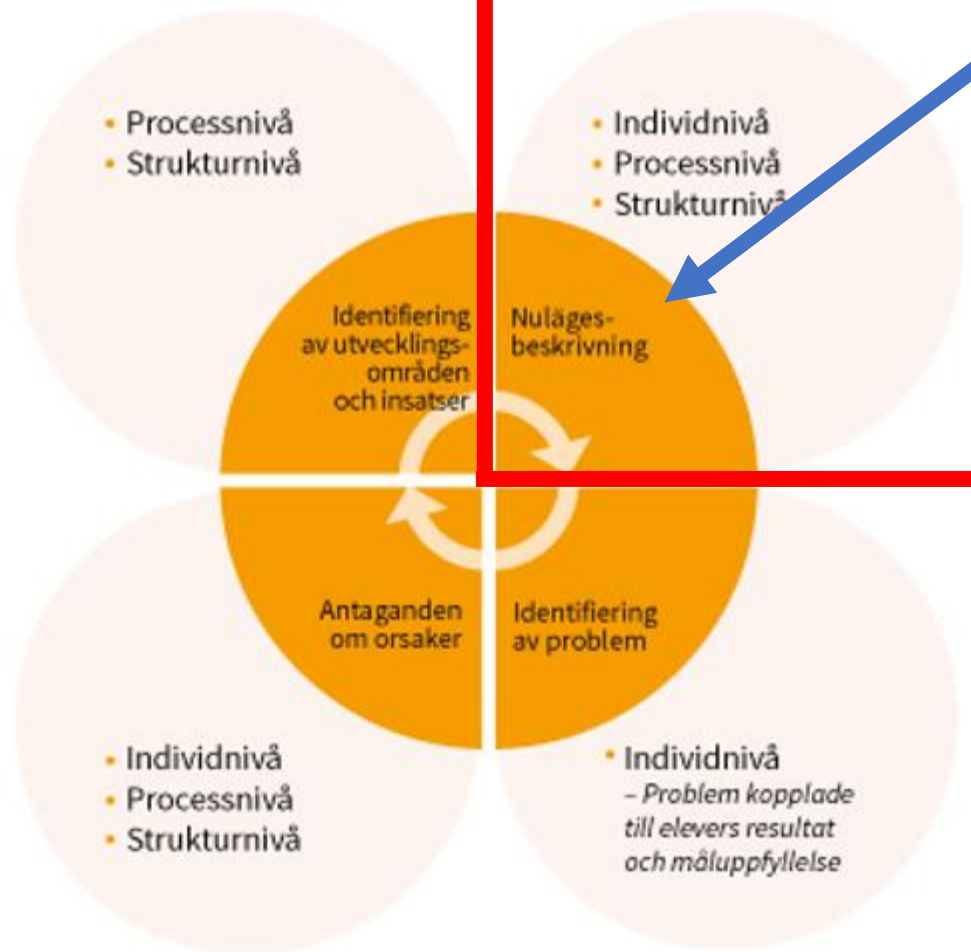 • Processnivå
• Strukturnivå
• Individnivå
• Processnivå
• Strukturnivå
Identifiering
av utvecklings-
områden
och insatser
Nuläges-
beskrivning
Antaganden
om orsaker
Identifiering
av problem
• Individnivå
• Processnivå
• Strukturnivå
• Individnivå
– Problem kopplade
till elevers resultat
och måluppfyllelse